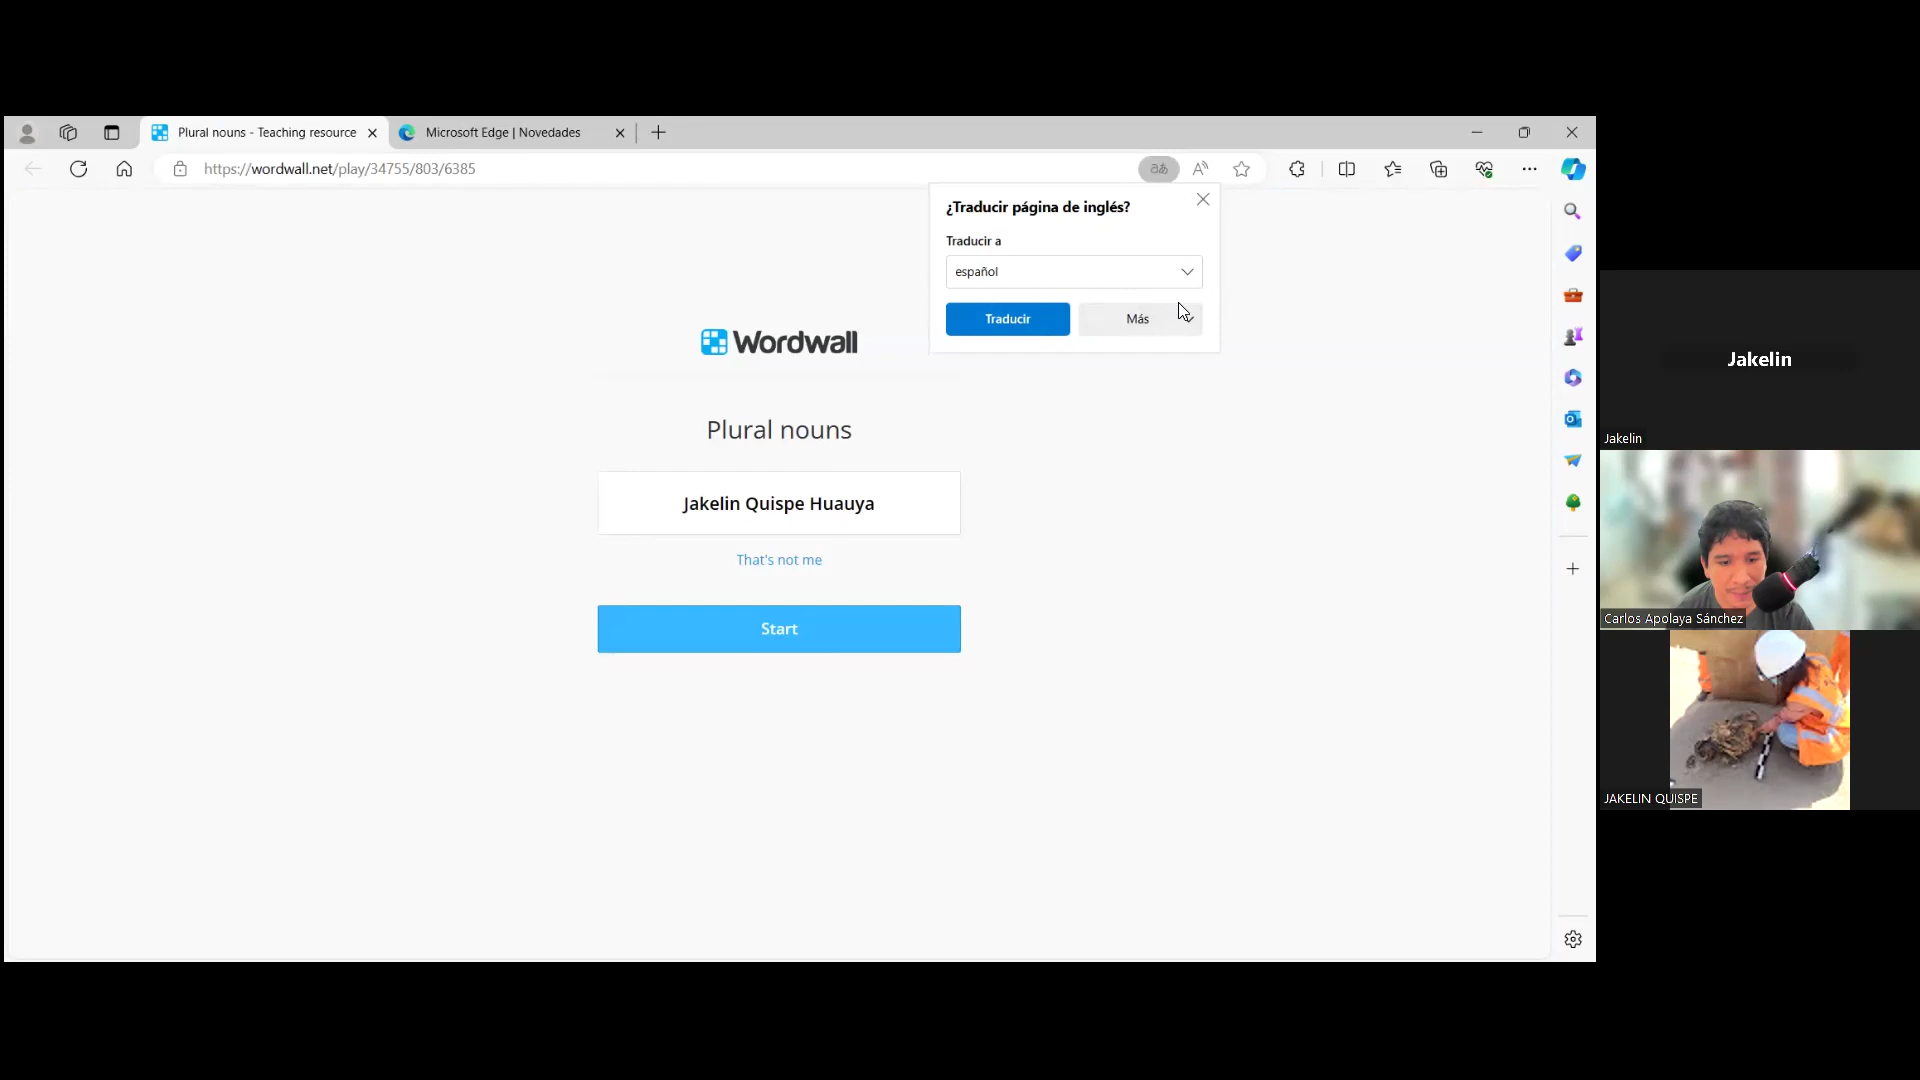 Plural nouns - Teaching resource
Microsoft Edge | Novedades
https://wordwall.net/play/34755/803/6385
¿Traducir página de inglés?
Traducir a
español
Traducir
Más
Wordwall
Plural nouns
Jakelin Quispe Huauya
That's not me
Start
Jakelin
Jakelin
Carlos Apolaya Sánchez
JAKELIN QUISPE